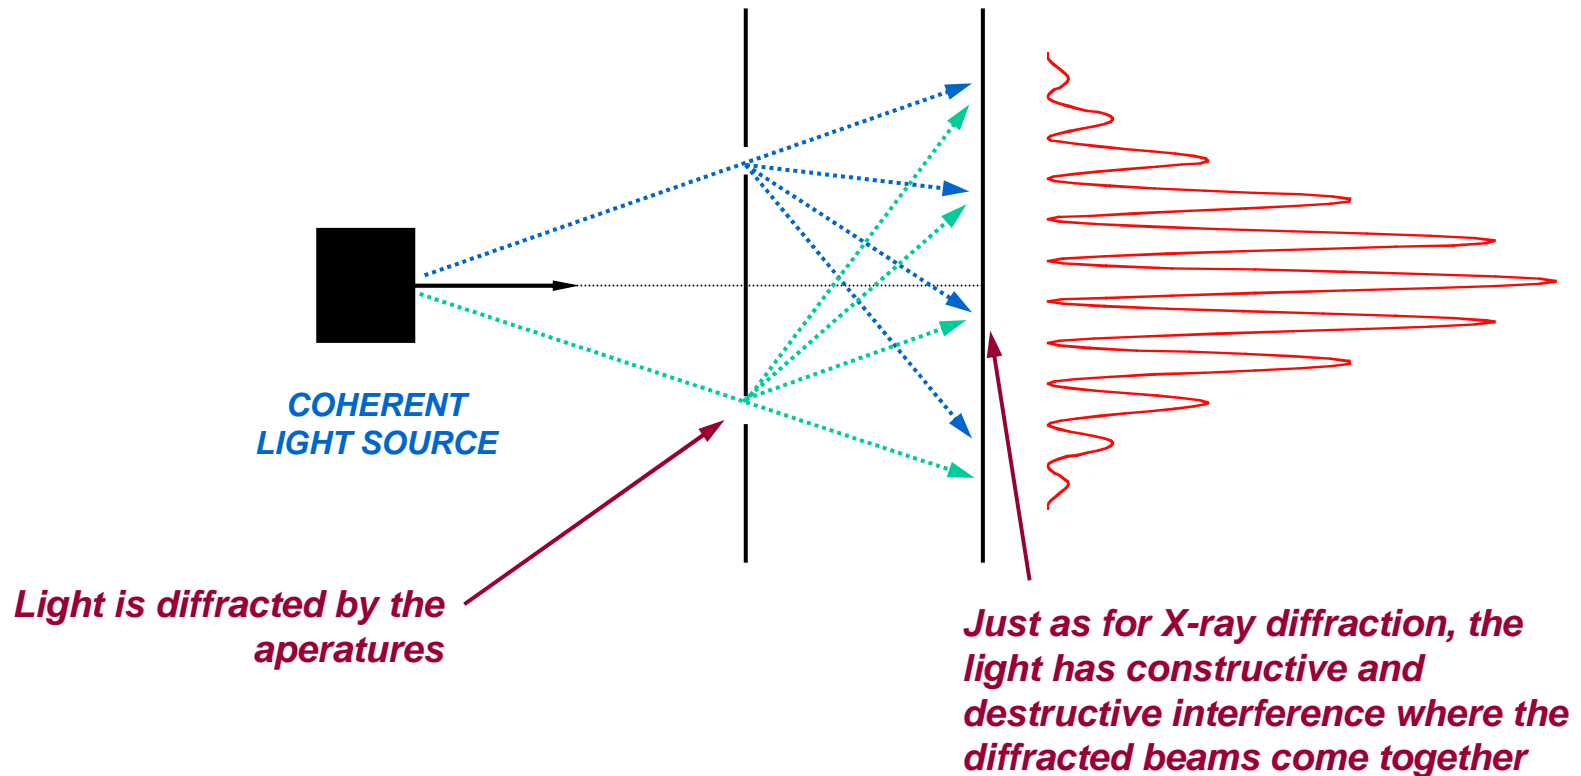 COHERENT
LIGHT SOURCE
Light is diffracted by the
aperatures
Just as for X-ray diffraction, the
light has constructive and
destructive interference where the
diffracted beams come together